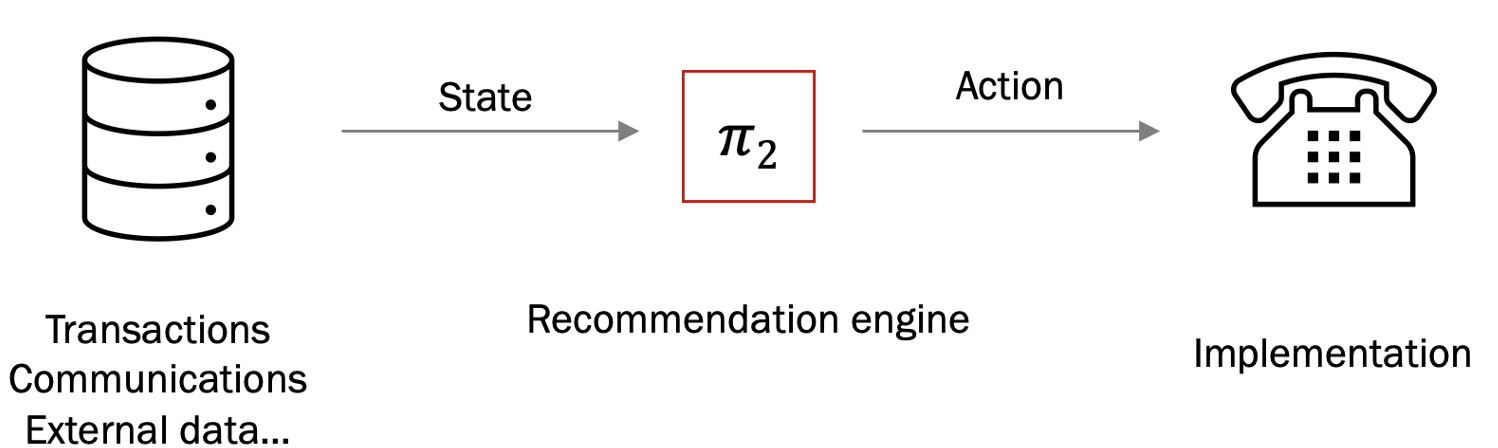 State
π₂
Action
Transactions
Communications
External data...
Recommendation engine
Implementation